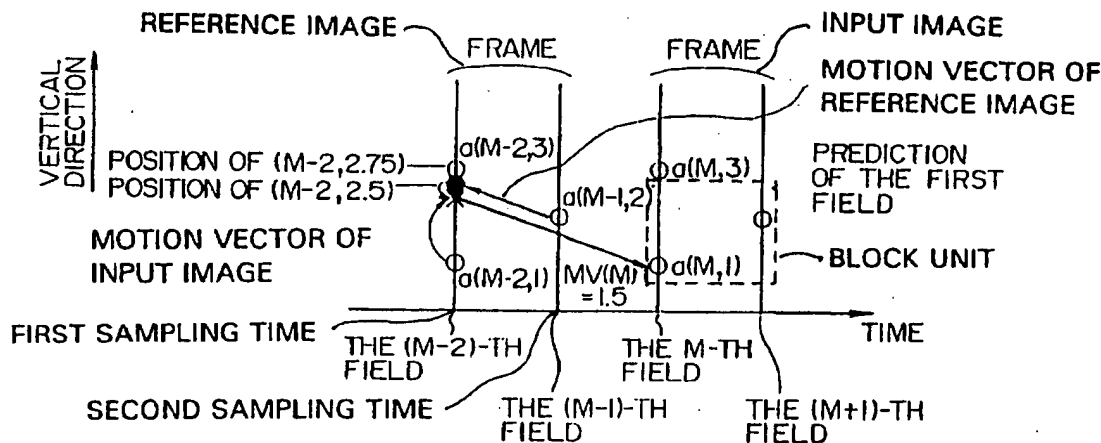 REFERENCE IMAGE
INPUT IMAGE
FRAME
FRAME
VERTICAL
DIRECTION
MOTION VECTOR OF
REFERENCE IMAGE
POSITION OF (M-2,2.75)
POSITION OF (M-2,2.5)
a(M-2,3)
a(M-1,2)
a(M,3)
PREDICTION
OF THE FIRST
FIELD
MOTION VECTOR OF
INPUT IMAGE
a(M-2,1)
MV(M)
=1.5
a(M,1)
BLOCK UNIT
FIRST SAMPLING TIME
TIME
THE (M-2)-TH
FIELD
THE M-TH
FIELD
SECOND SAMPLING TIME
THE (M-1)-TH
FIELD
THE (M+1)-TH
FIELD